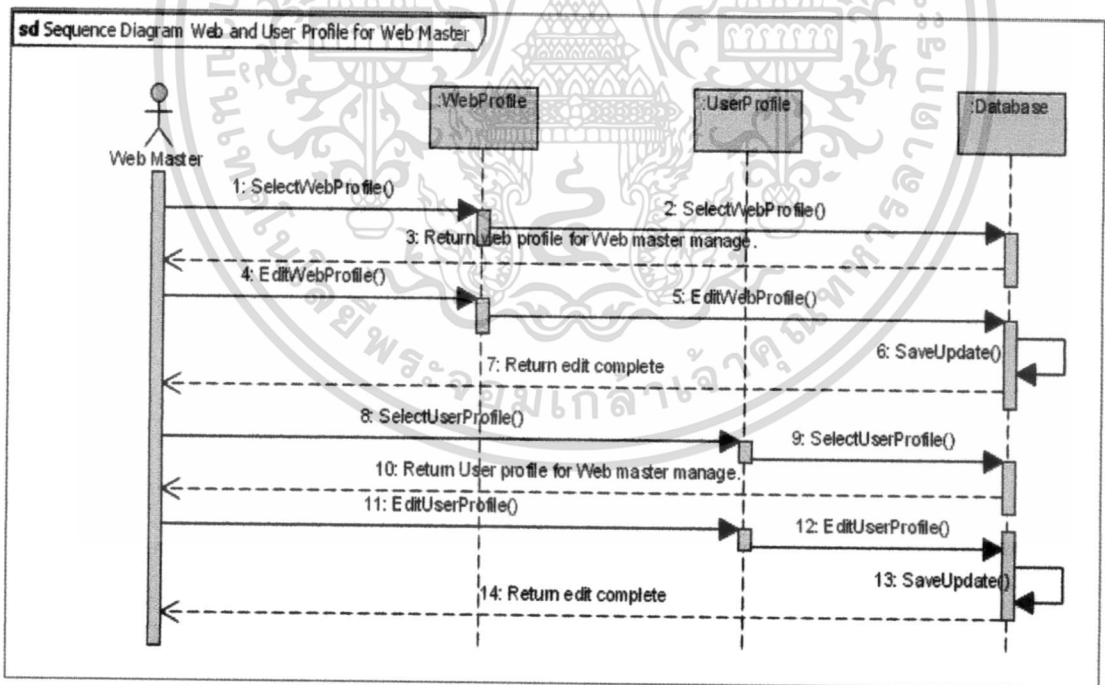 sd Sequence Diagram Web and User Profile for Web Master
:WebProfile
:UserProfile
:Database
Web Master
1: SelectWebProfile()
2: SelectWebProfile()
3: Return web profile for Web master manage.
4: EditWebProfile()
5: EditWebProfile()
6: SaveUpdate()
7: Return edit complete
8: SelectUserProfile()
9: SelectUserProfile()
10: Return User profile for Web master manage.
11: EditUserProfile()
12: EditUserProfile()
13: SaveUpdate()
14: Return edit complete